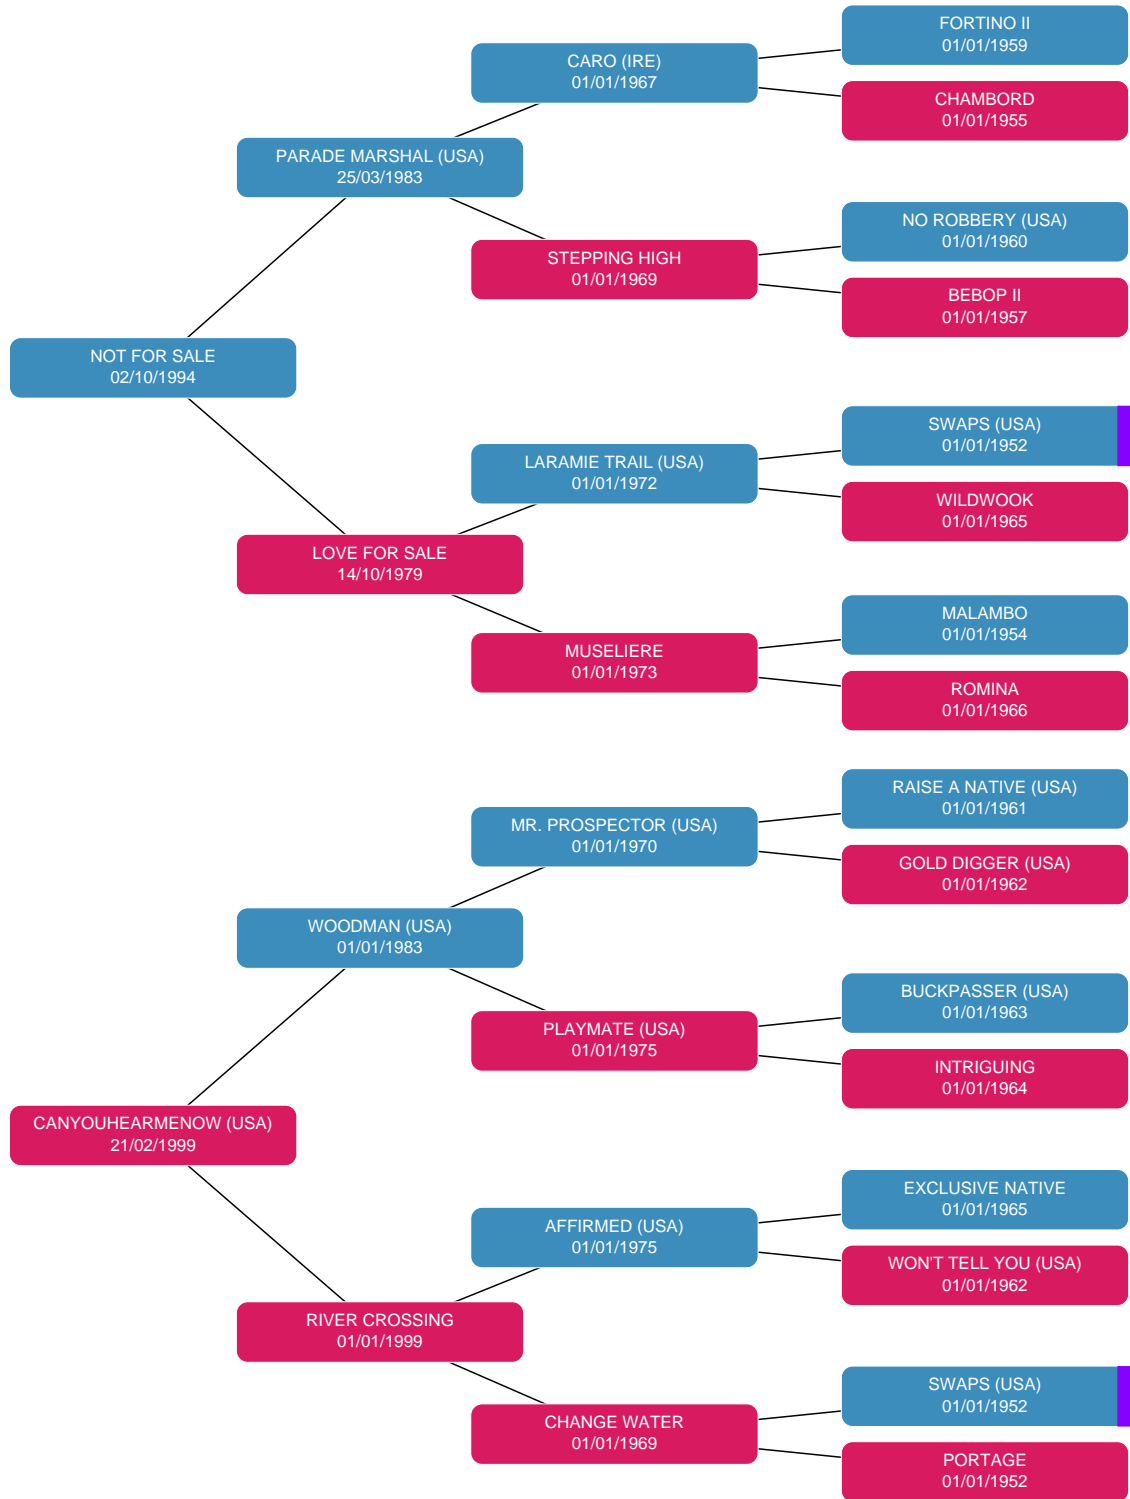 FORTINO II
01/01/1959
CARO (IRE)
01/01/1967
CHAMBORD
01/01/1955
PARADE MARSHAL (USA)
25/03/1983
NO ROBBERY (USA)
01/01/1960
STEPPING HIGH
01/01/1969
BEBOP II
01/01/1957
NOT FOR SALE
02/10/1994
SWAPS (USA)
01/01/1952
LARAMIE TRAIL (USA)
01/01/1972
WILDWOOK
01/01/1965
LOVE FOR SALE
14/10/1979
MALAMBO
01/01/1954
MUSELIERE
01/01/1973
ROMINA
01/01/1966
RAISE A NATIVE (USA)
01/01/1961
MR. PROSPECTOR (USA)
01/01/1970
GOLD DIGGER (USA)
01/01/1962
WOODMAN (USA)
01/01/1983
BUCKPASSER (USA)
01/01/1963
PLAYMATE (USA)
01/01/1975
INTRIGUING
01/01/1964
CANYOUHEARMENOW (USA)
21/02/1999
EXCLUSIVE NATIVE
01/01/1965
AFFIRMED (USA)
01/01/1975
WON'T TELL YOU (USA)
01/01/1962
RIVER CROSSING
01/01/1999
SWAPS (USA)
01/01/1952
CHANGE WATER
01/01/1969
PORTAGE
01/01/1952